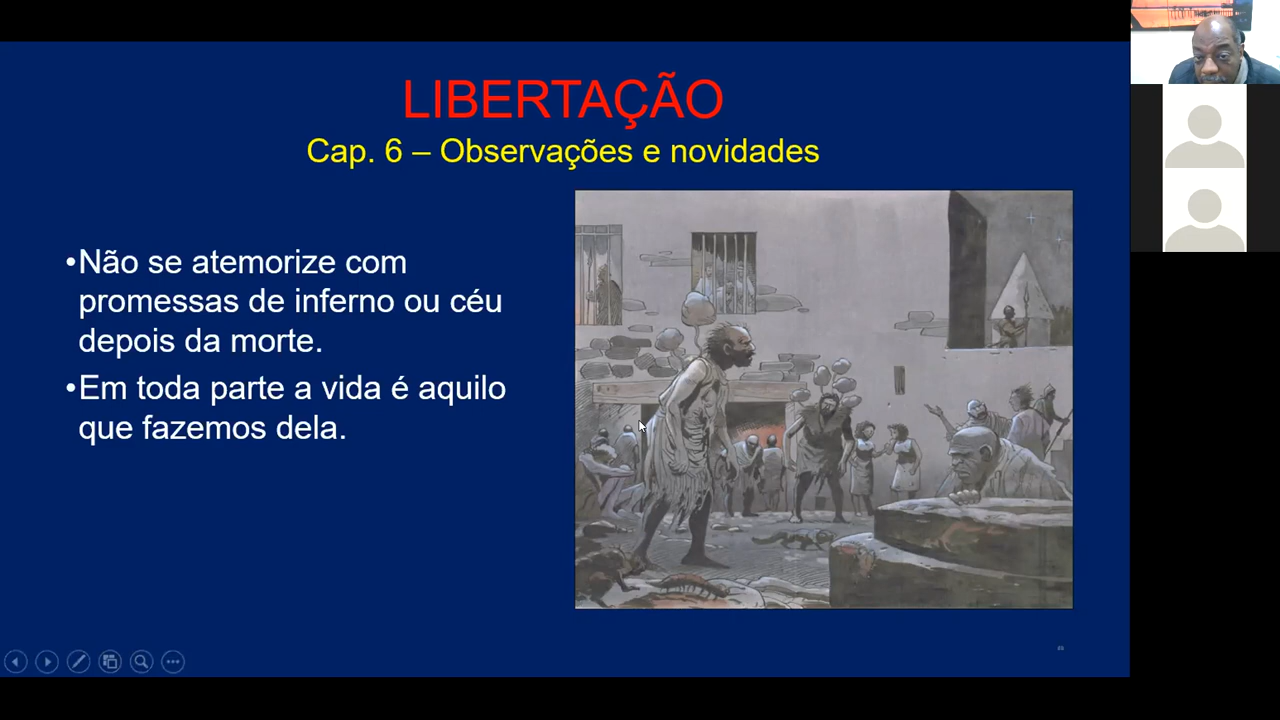 LIBERTAÇÃO
Cap. 6 – Observações e novidades
•Não se atemorize com
promessas de inferno ou céu
depois da morte.
•Em toda parte a vida é aquilo
que fazemos dela.